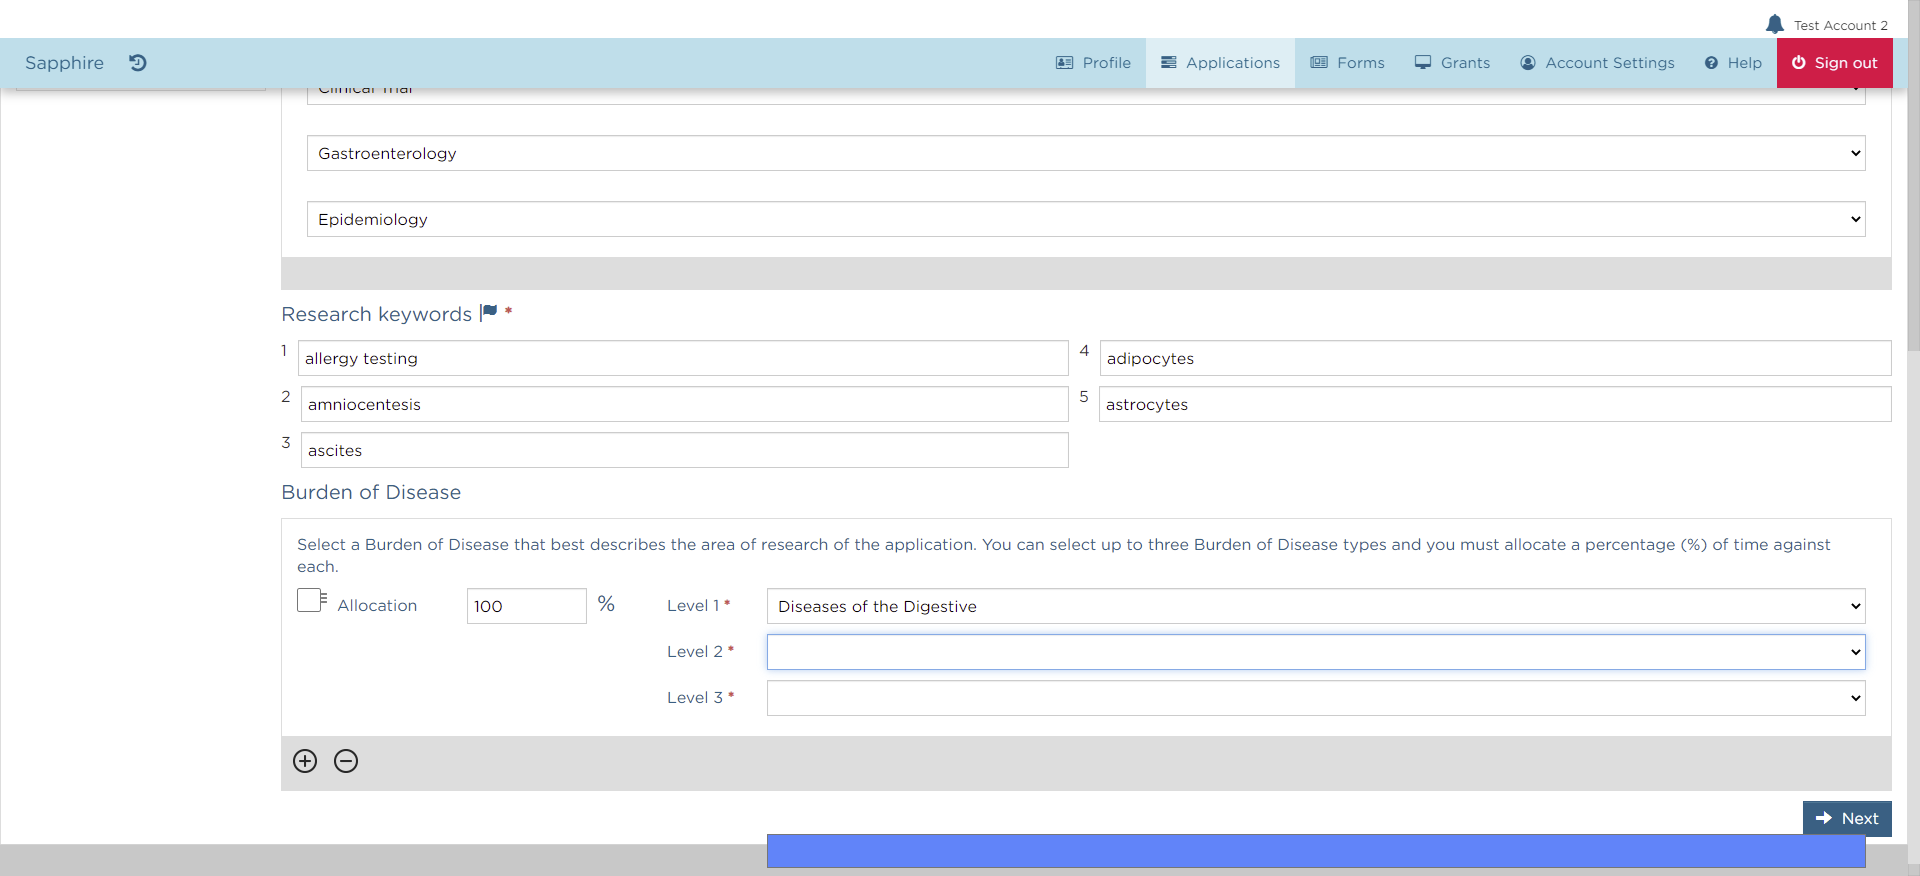 Test Account 2
Sapphire
Profile
Applications
Forms
Grants
Account Settings
Help
Sign out
Clinical Trial
Gastroenterology
Epidemiology
Research keywords *
1
allergy testing
4
adipocytes
2
amniocentesis
5
astrocytes
3
ascites
Burden of Disease
Select a Burden of Disease that best describes the area of research of the application. You can select up to three Burden of Disease types and you must allocate a percentage (%) of time against
each.
Allocation
100
%
Level 1 *
Diseases of the Digestive
Level 2 *
Level 3 *
Next